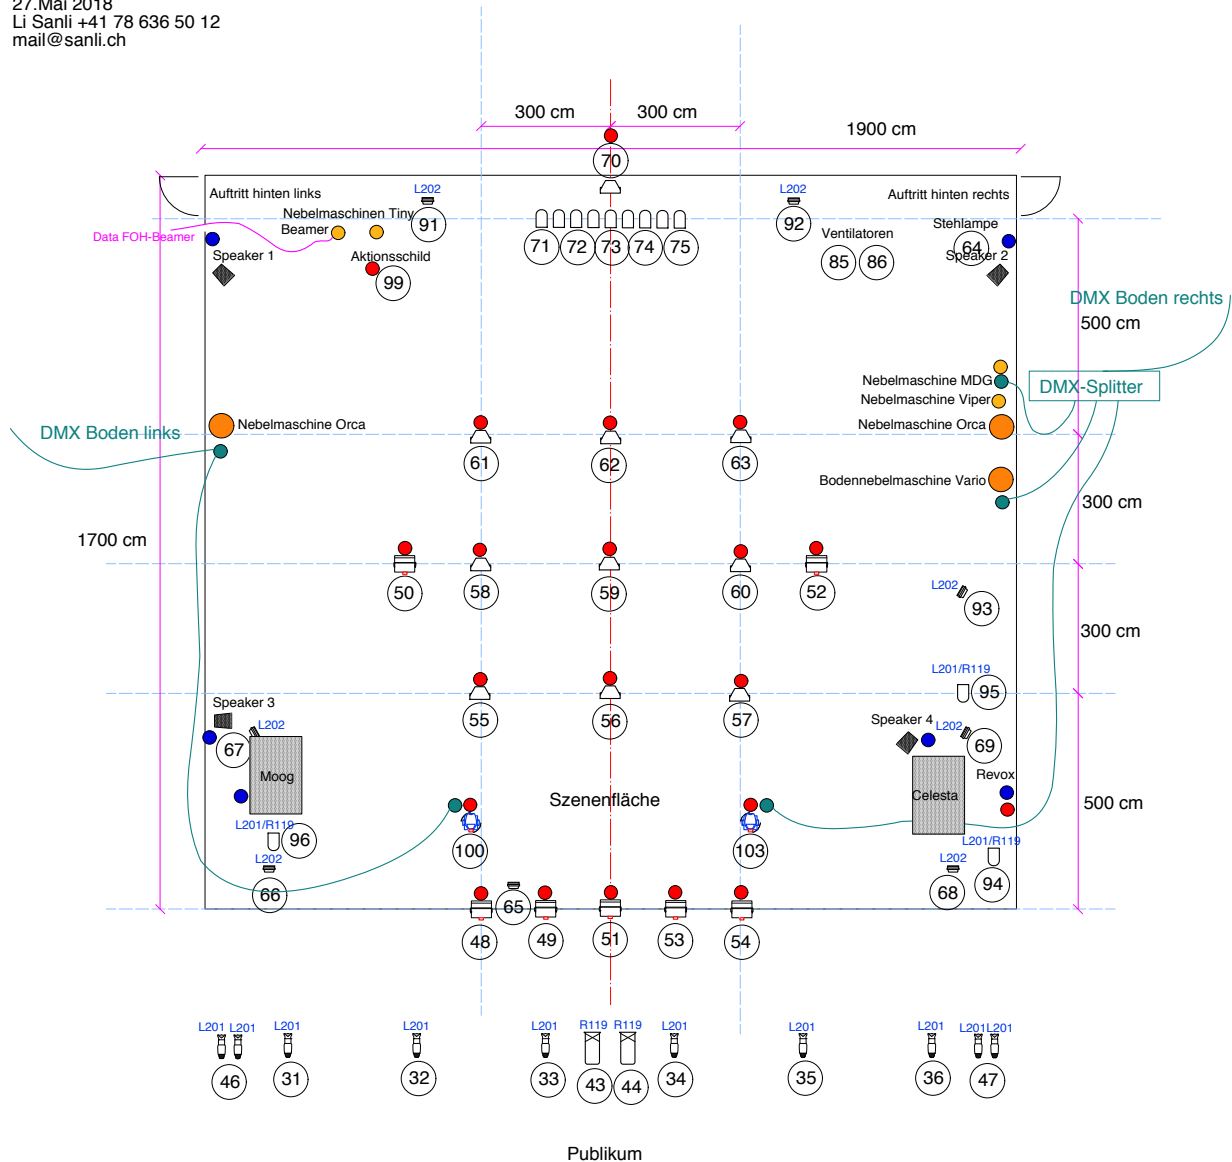 27.Mai 2018
Li Sanli +41 78 636 50 12
mail@sanli.ch
300 cm
300 cm
1900 cm
70
Auftritt hinten links
L202
L202
Auftritt hinten rechts
Nebelmaschinen Tiny
91
92
Stehlampe
Data FOH-Beamer
Beamer
71
72
73
74
75
Ventilatoren
64
Speaker 1
Aktionsschild
85
86
Speaker 2
99
DMX Boden rechts
500 cm
Nebelmaschine MDG
DMX-Splitter
Nebelmaschine Viper
DMX Boden links
Nebelmaschine Orca
Nebelmaschine Orca
61
62
63
Bodennebelmaschine Vario
300 cm
1700 cm
50
58
59
60
52
L202
93
300 cm
L201/R119
95
Speaker 3
L202
55
56
57
Speaker 4
L202
67
69
Moog
Revox
Szenenfläche
Celesta
500 cm
L201/R119
96
100
103
L201/R119
L202
L202
66
65
68
94
48
49
51
53
54
L201
L201
L201
L201
L201
R119
R119
L201
L201
L201
L201
L201
46
31
32
33
43
44
34
35
36
47
Publikum